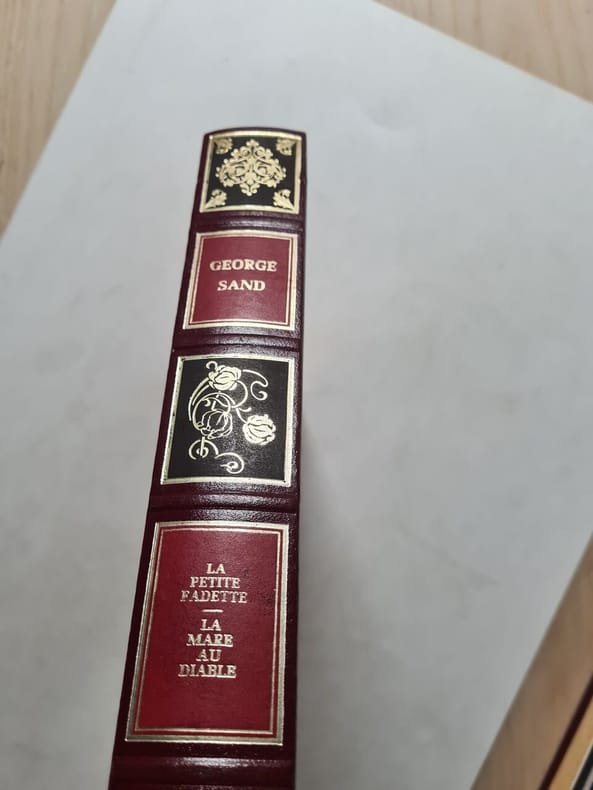 GEORGE
SAND
LA
PETITE
FADETTE
LA
MARE
AU
DIABLE